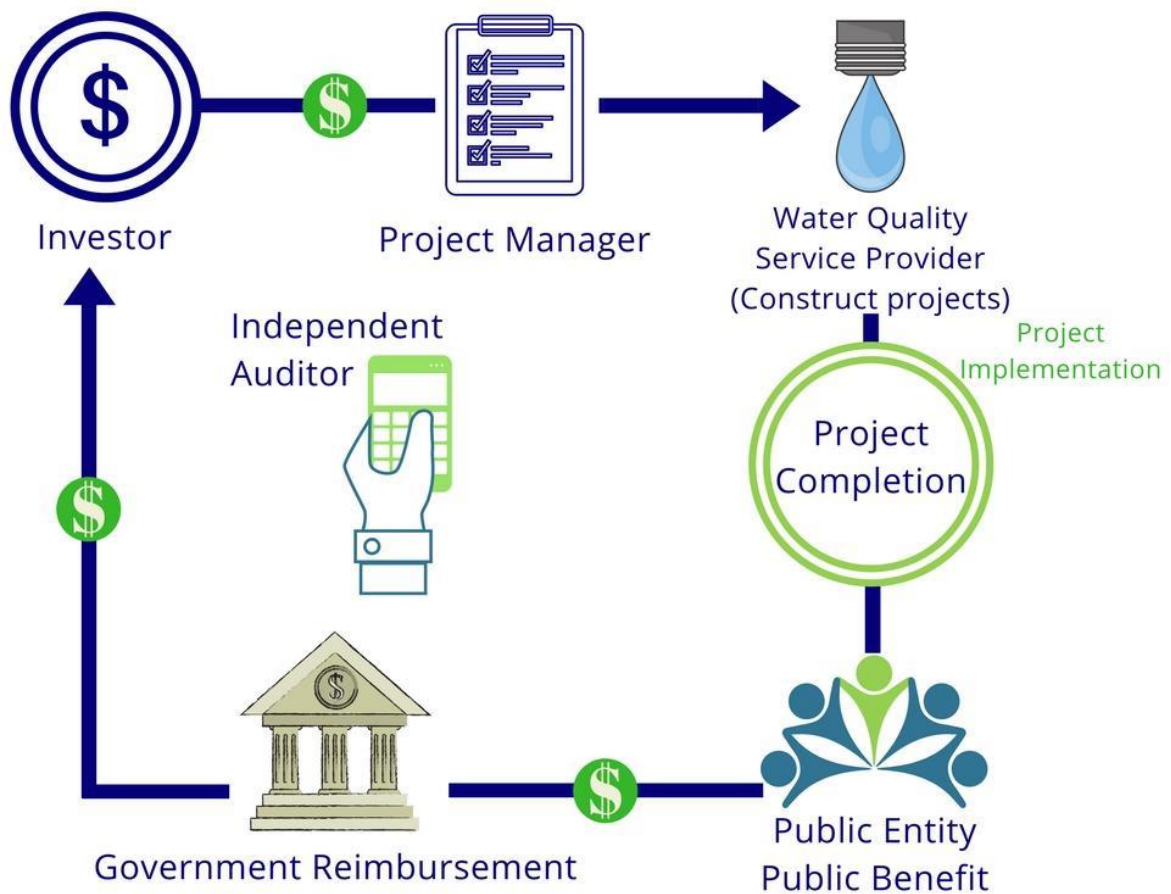 $
$
Investor
Project Manager
Water Quality
Service Provider
(Construct projects)
Project
Implementation
Independent
Auditor
Project
Completion
$
$
$
Government Reimbursement
Public Entity
Public Benefit